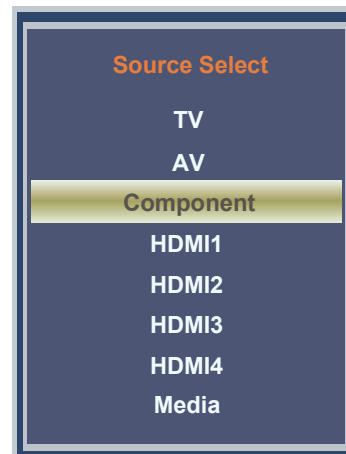 Source Select
TV
AV
Component
HDMI1
HDMI2
HDMI3
HDMI4
Media